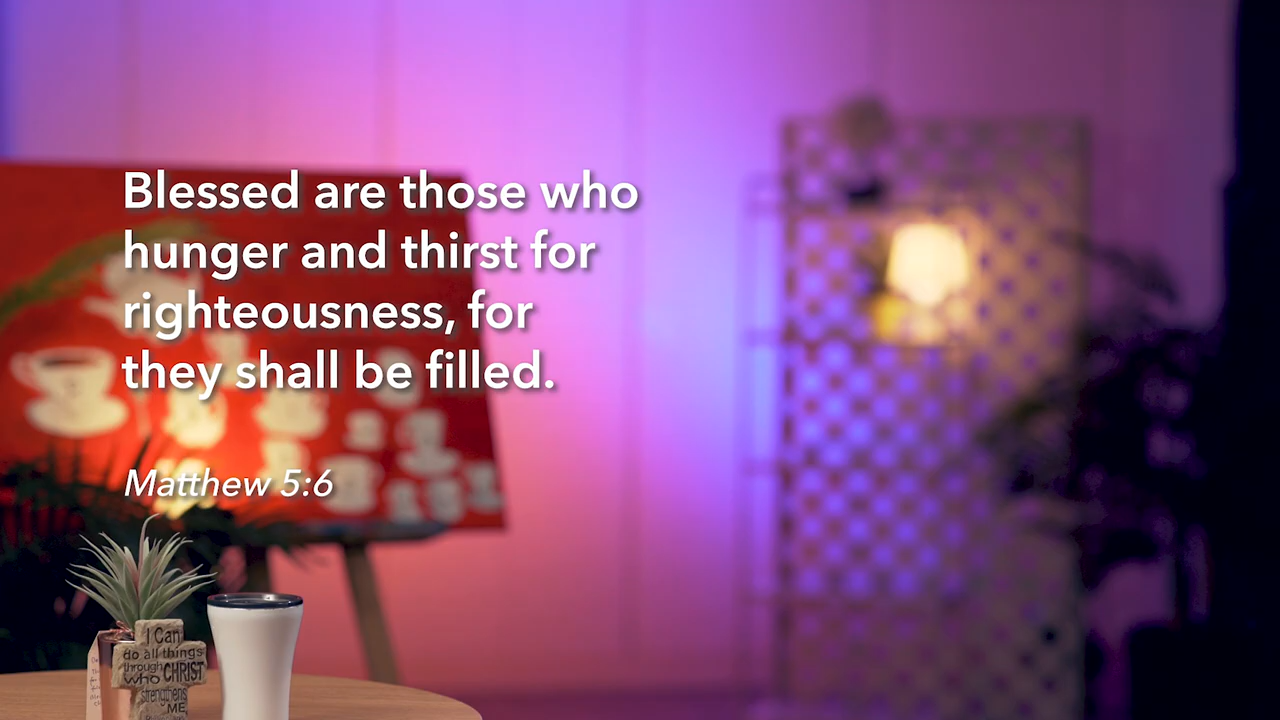 Blessed are those who
hunger and thirst for
righteousness, for
they shall be filled.
Matthew 5:6
I Can
do all things
through CHRIST
who
strengthens
ME